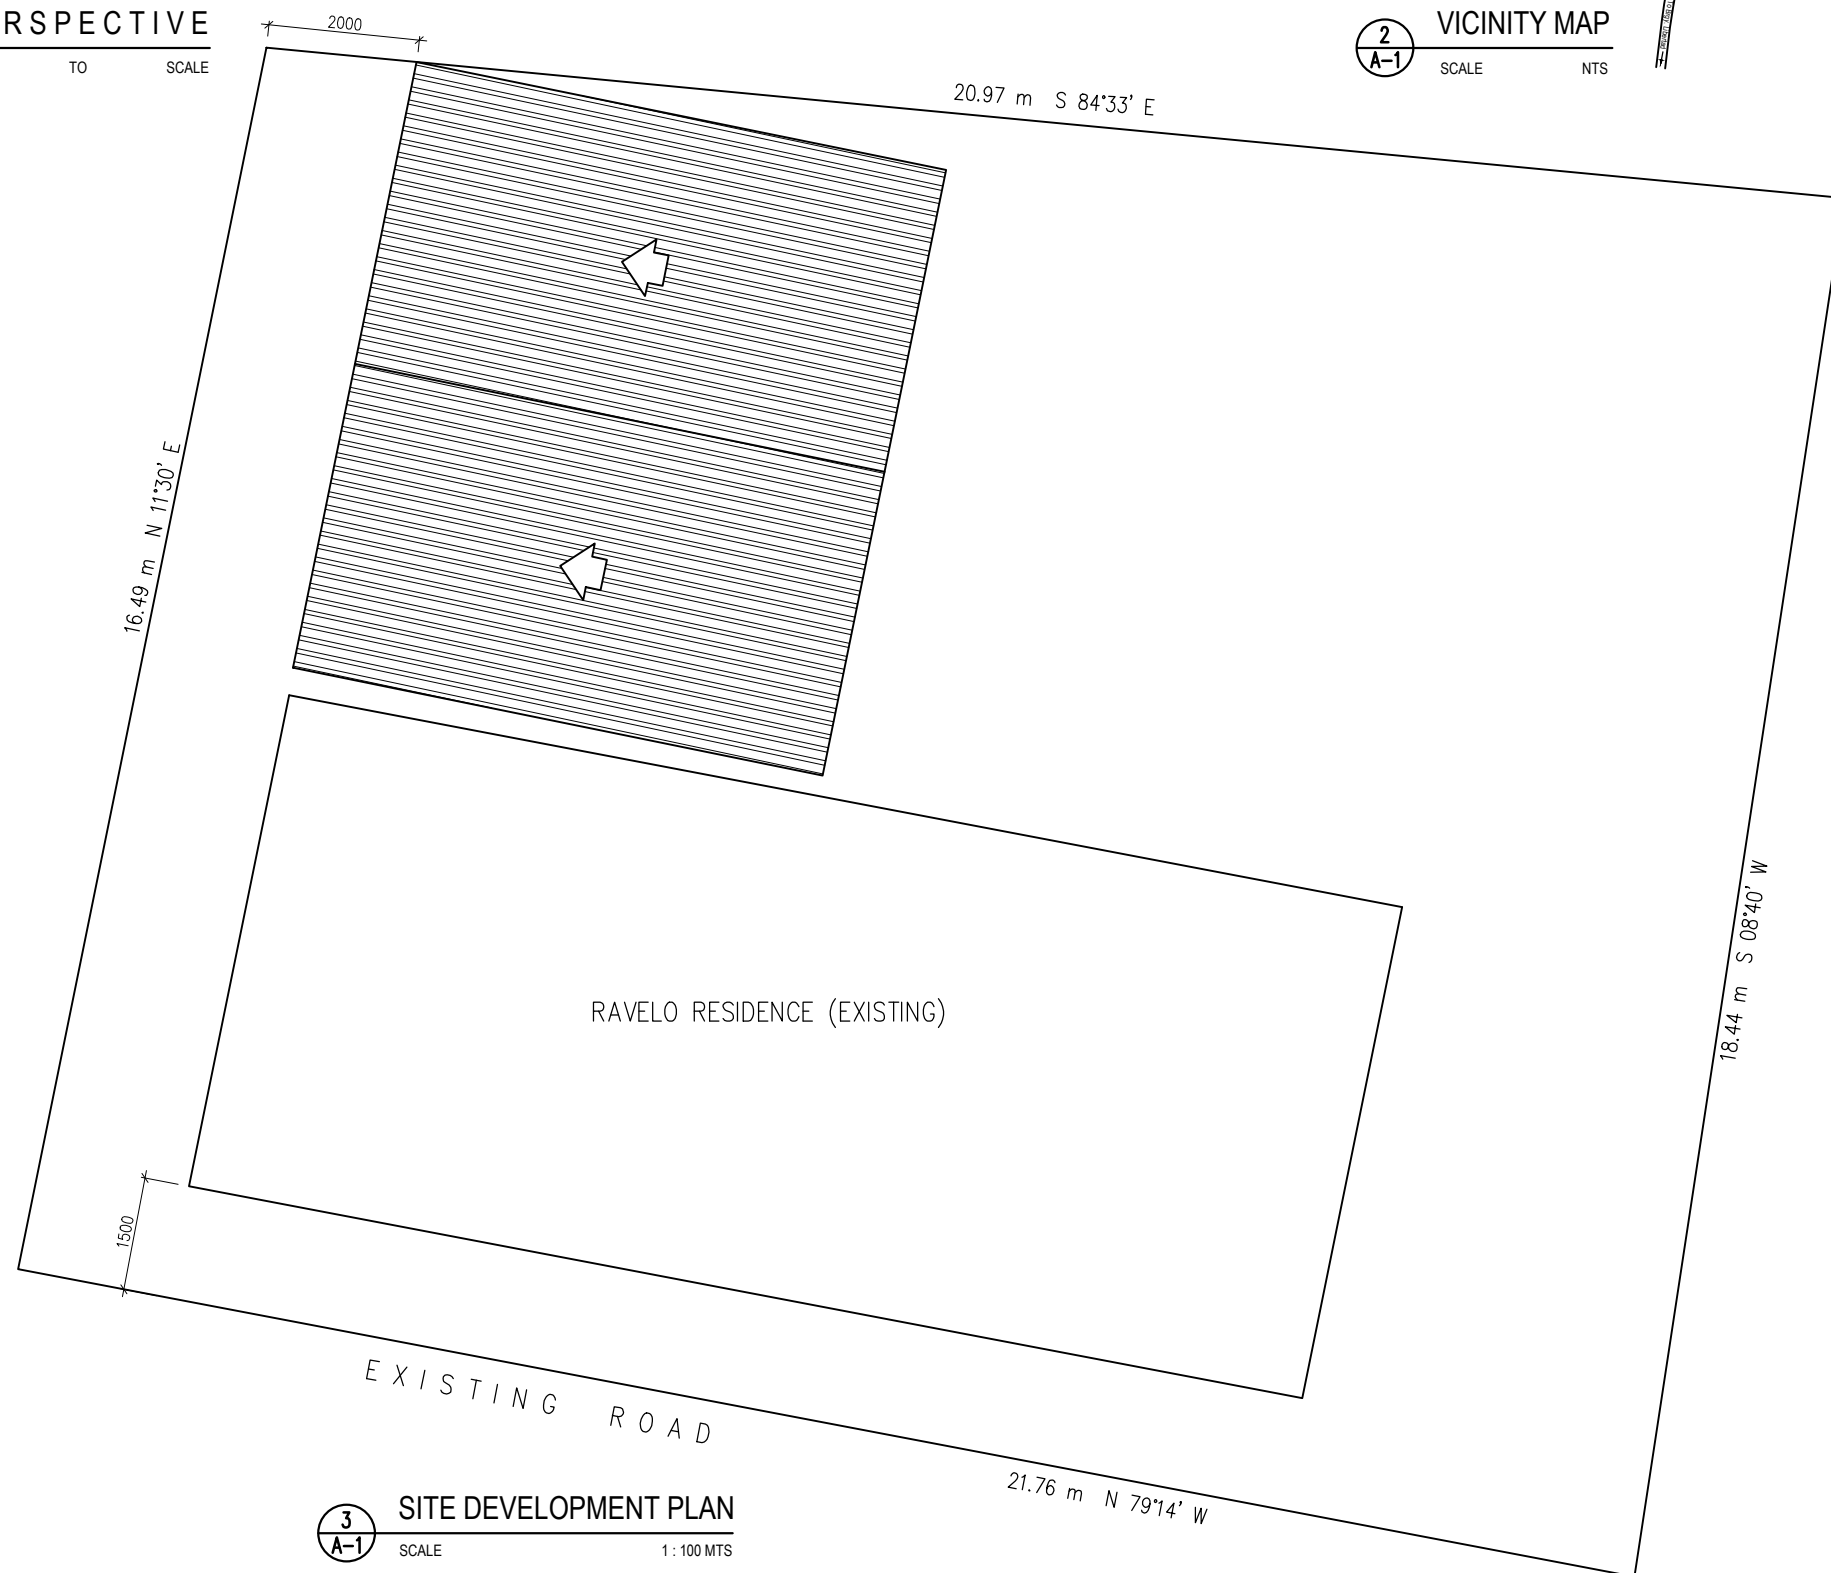 RSPECTIVE
TO SCALE
2000
2
A-1
VICINITY MAP
SCALE NTS
20.97 m S 84°33' E
16.49 m N 11°30' E
18.44 m S 08°40' W
RAVELO RESIDENCE (EXISTING)
1500
EXISTING ROAD
21.76 m N 79°14' W
3
A-1
SITE DEVELOPMENT PLAN
SCALE 1 : 100 MTS